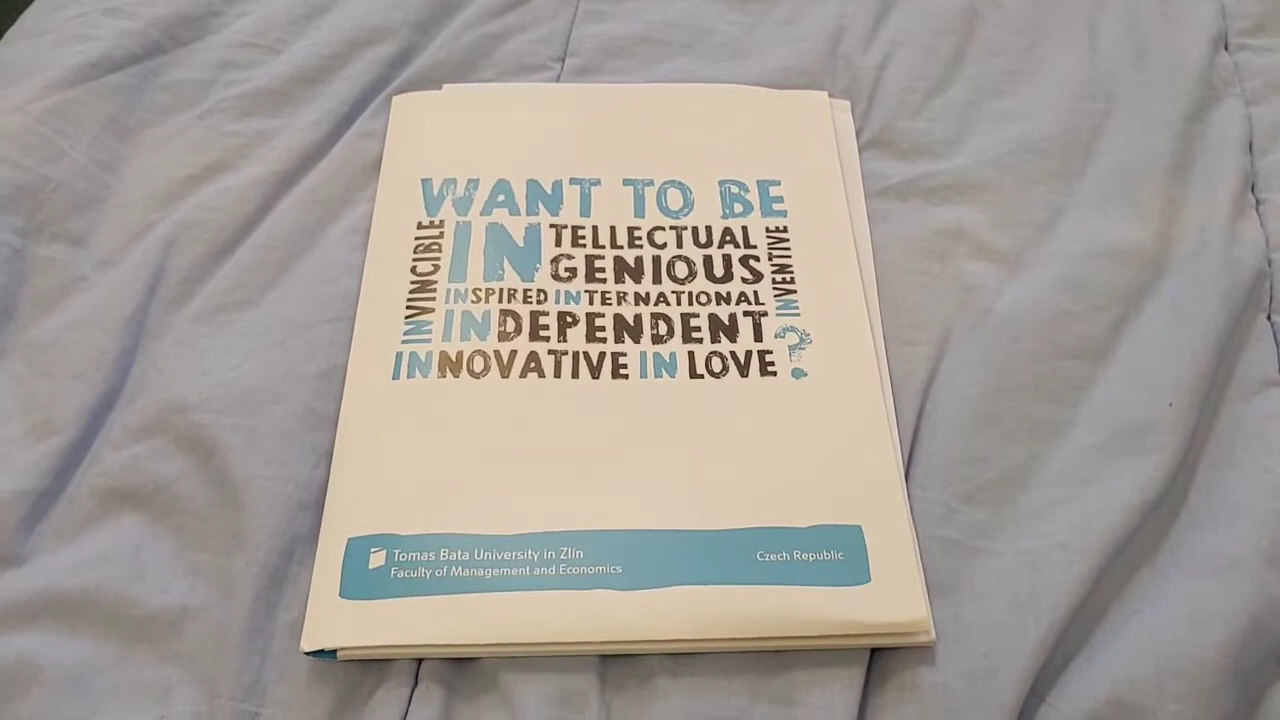 WANT TO BE
INVINCIBLE
INTELLECTUAL
INGENIOUS
INVENTIVE
INSPIRED INTERNATIONAL
INDEPENDENT
INNOVATIVE IN LOVE?
Tomas Bata University in Zlín
Faculty of Management and Economics
Czech Republic